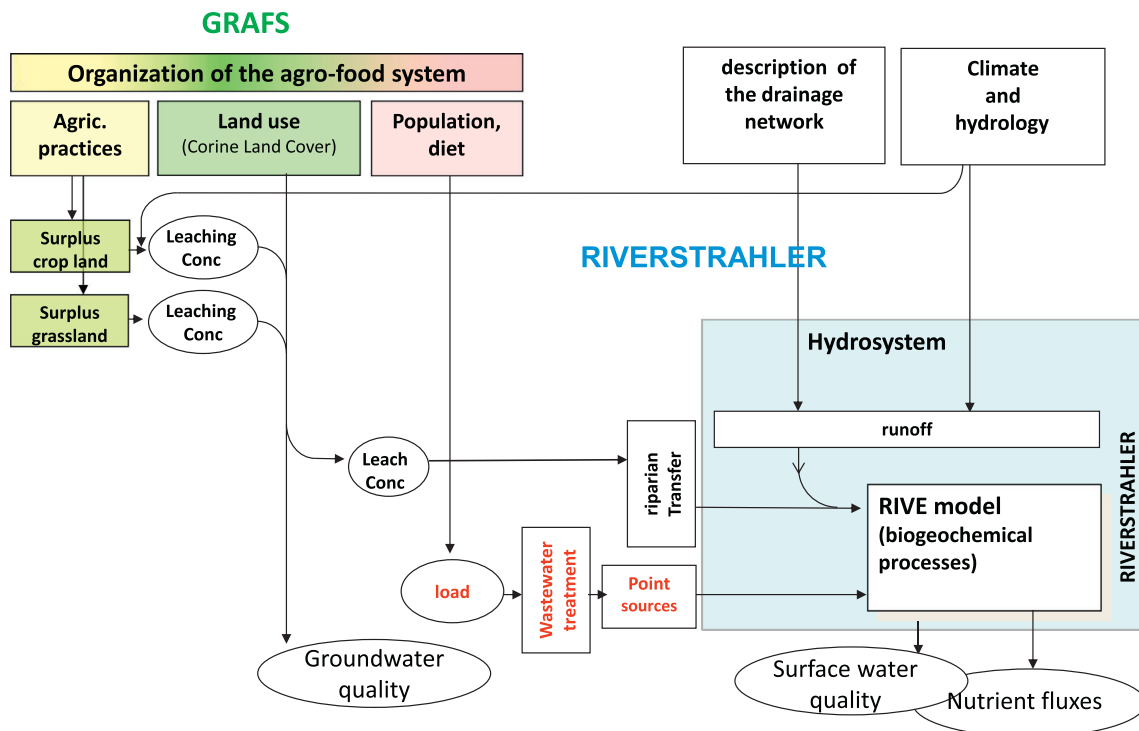 GRAFS
Organization of the agro-food system
Agric.
practices
Land use
(Corine Land Cover)
Population,
diet
description of
the drainage
network
Climate
and
hydrology
Surplus
crop land
Leaching
Conc
RIVERSTRAHLER
Surplus
grassland
Leaching
Conc
Hydrosystem
runoff
Leach
Conc
riparian
Transfer
RIVE model
(biogeochemical
processes)
RIVERSTRAHLER
load
Wastewater
treatment
Point
sources
Groundwater
quality
Surface water
quality
Nutrient fluxes